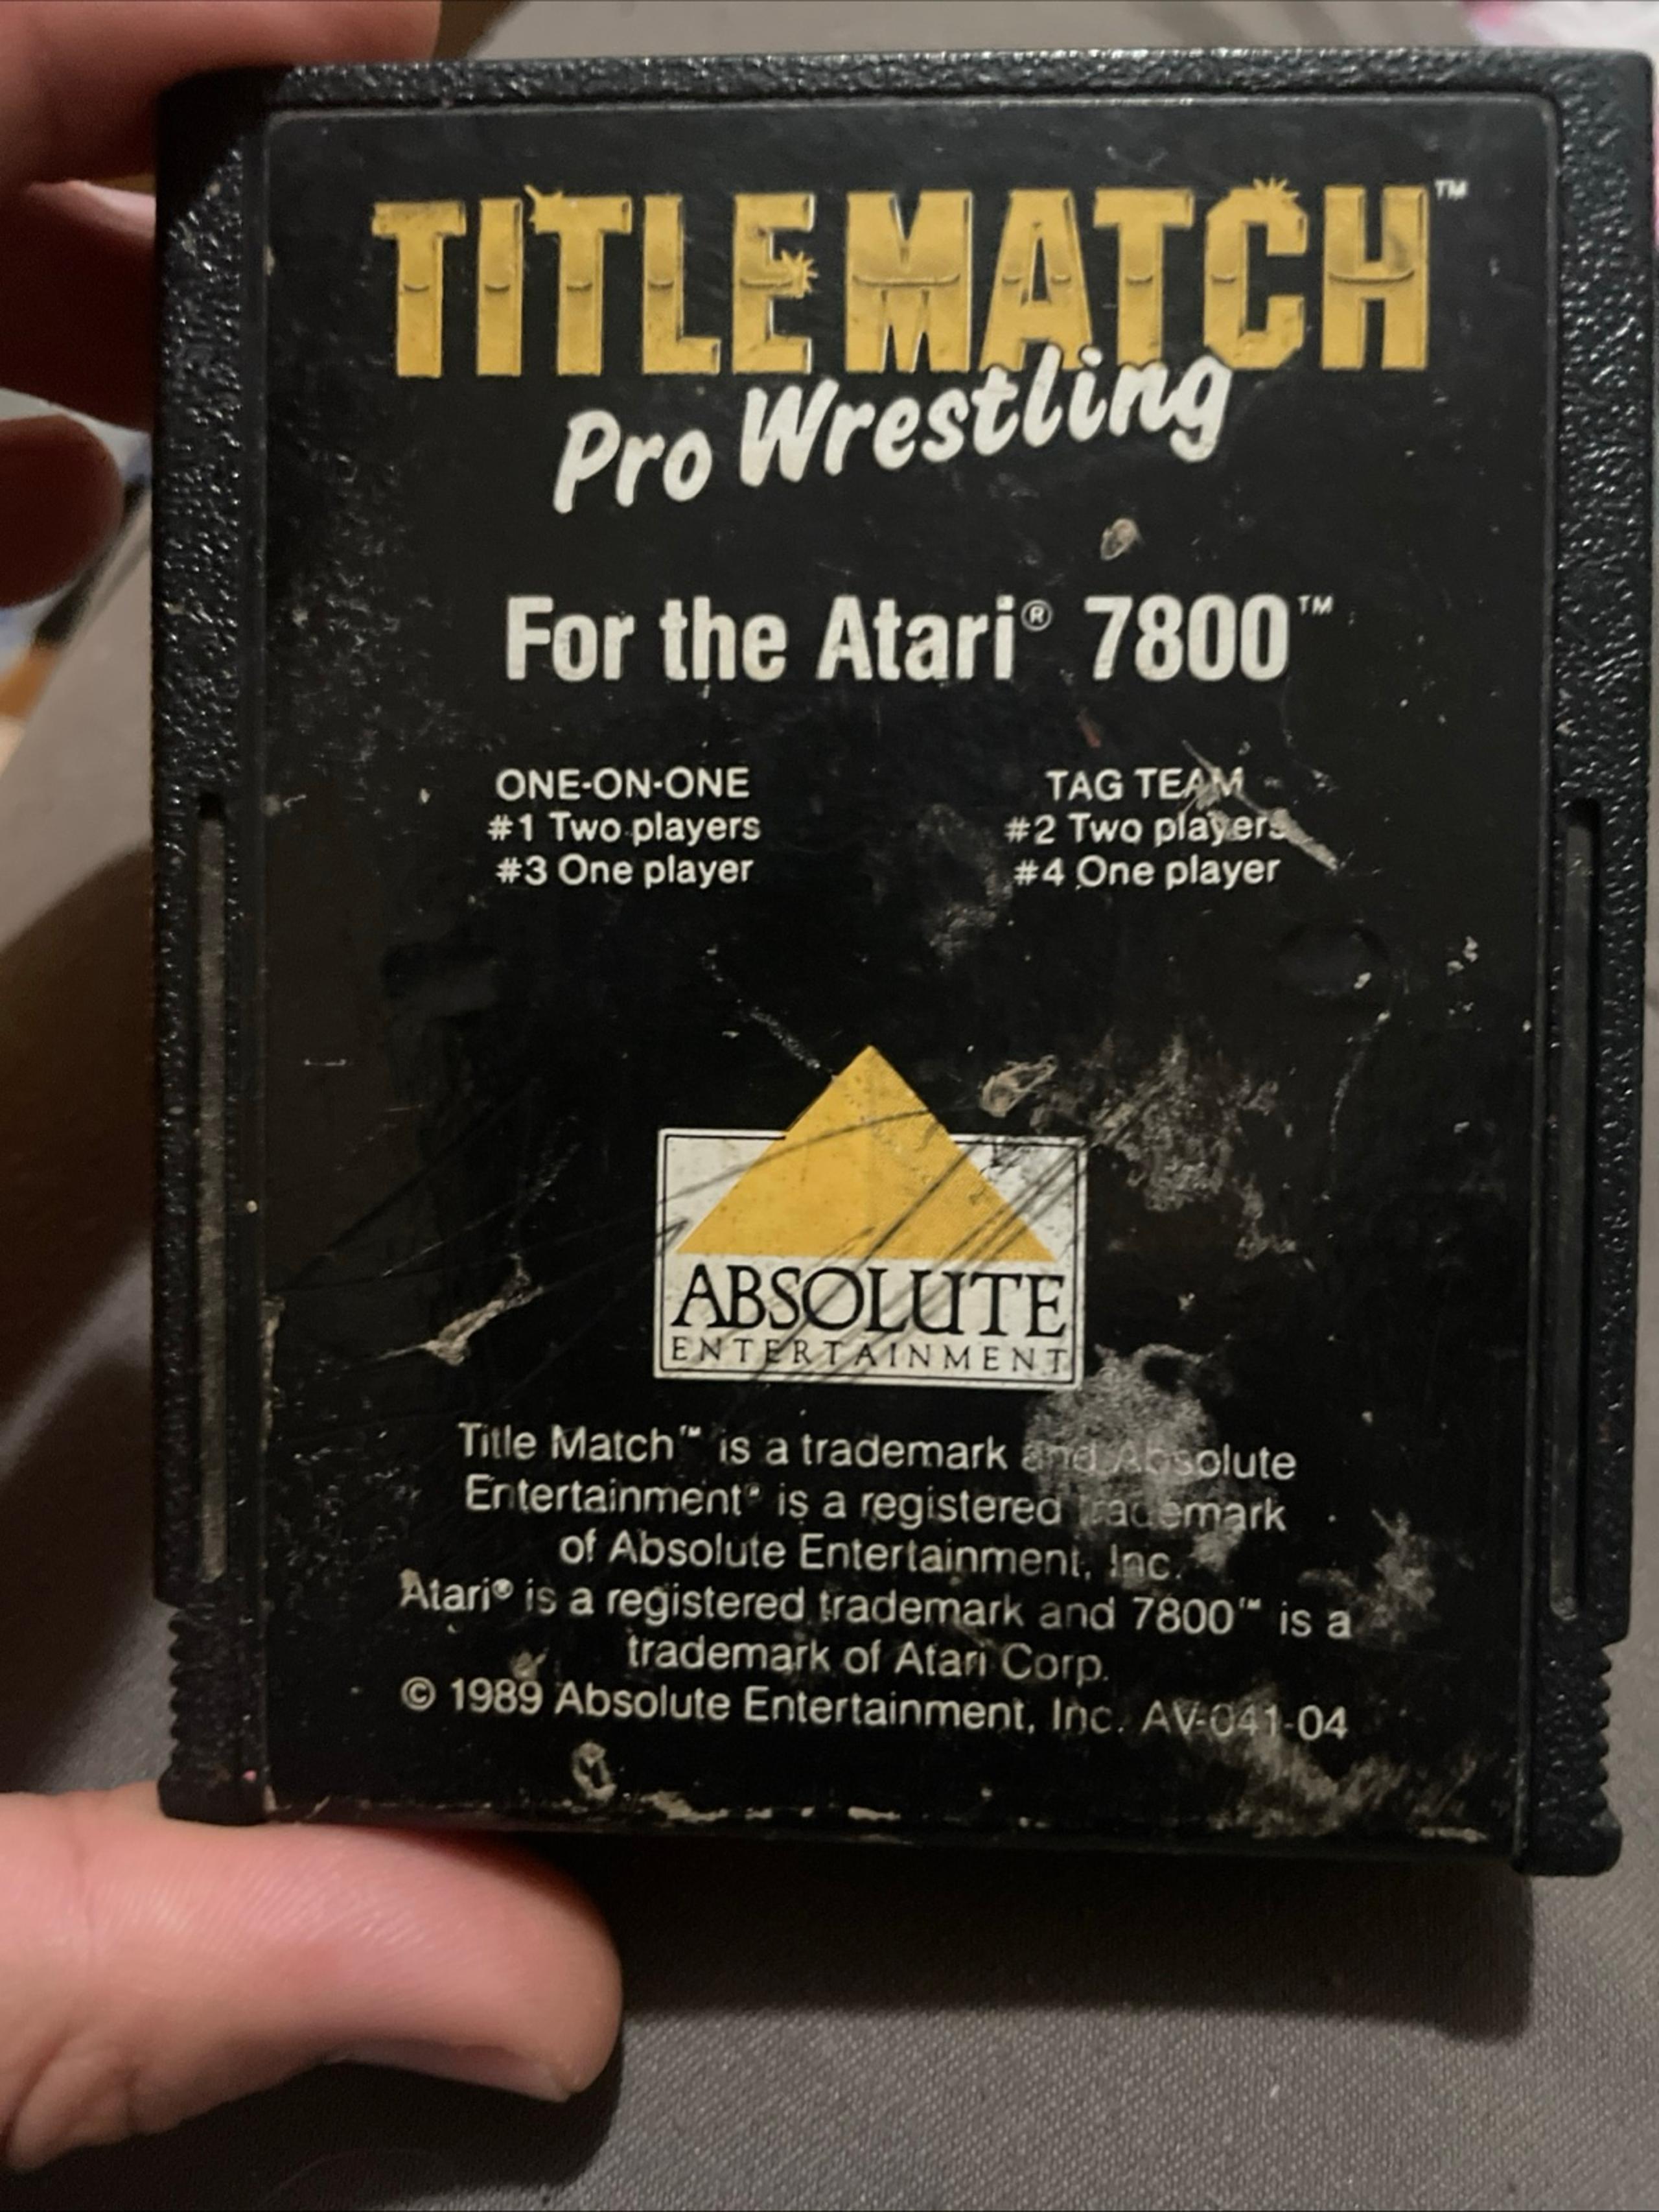 TITLE MATCH™
Pro Wrestling
For the Atari® 7800™
ONE-ON-ONE
#1 Two players
#3 One player
TAG TEAM
#2 Two players
#4 One player
ABSOLUTE
ENTERTAINMENT
Title Match™ is a trademark and Absolute
Entertainment® is a registered trademark
of Absolute Entertainment, Inc.
Atari® is a registered trademark and 7800™ is a
trademark of Atari Corp.
© 1989 Absolute Entertainment, Inc. AV-041-04